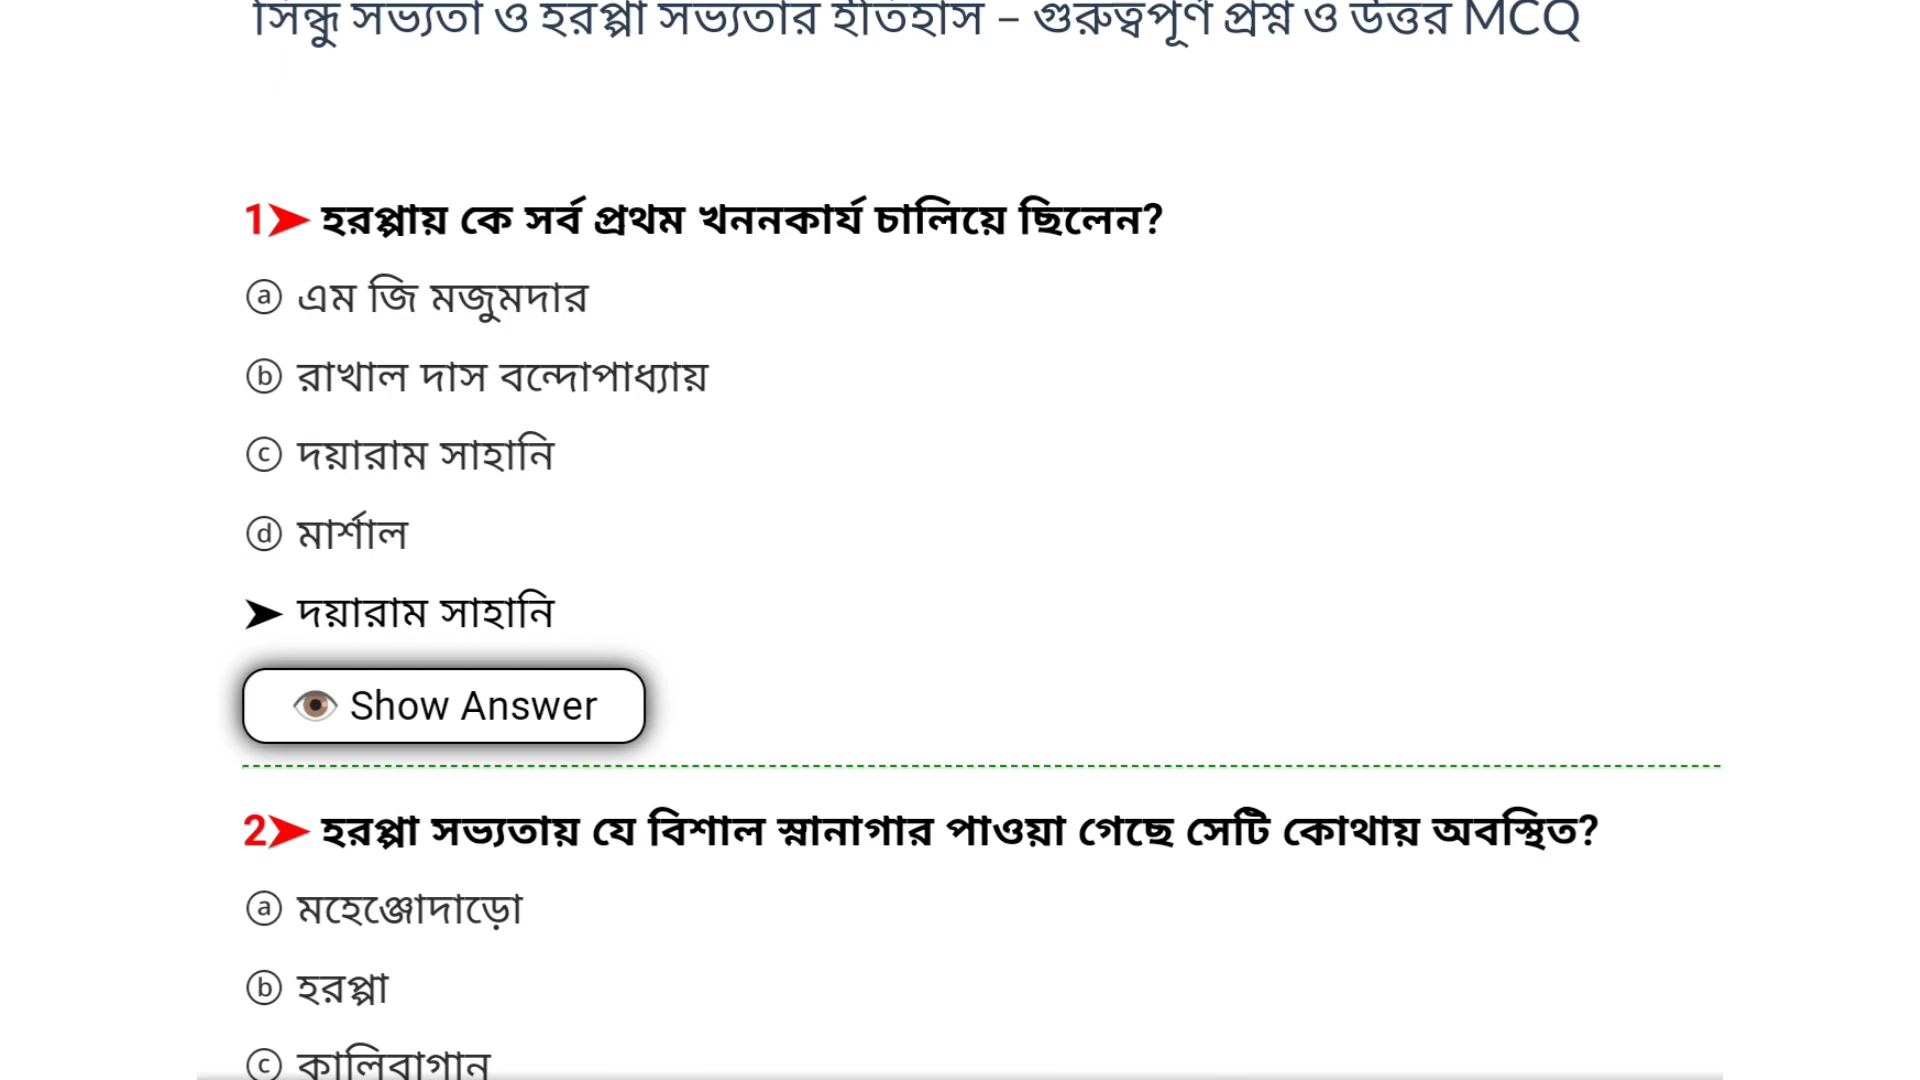 সিন্ধু সভ্যতা ও হরপ্পা সভ্যতার ইতিহাস – গুরুত্বপূর্ণ প্রশ্ন ও উত্তর MCQ
1➤ হরপ্পায় কে সর্ব প্রথম খননকার্য চালিয়ে ছিলেন?
ⓐ এম জি মজুমদার
ⓑ রাখাল দাস বন্দোপাধ্যায়
ⓒ দয়ারাম সাহানি
ⓓ মার্শাল
➤ দয়ারাম সাহানি
👁️ Show Answer
2➤ হরপ্পা সভ্যতায় যে বিশাল স্নানাগার পাওয়া গেছে সেটি কোথায় অবস্থিত?
ⓐ মহেঞ্জোদাড়ো
ⓑ হরপ্পা
ⓒ কালিবাগান